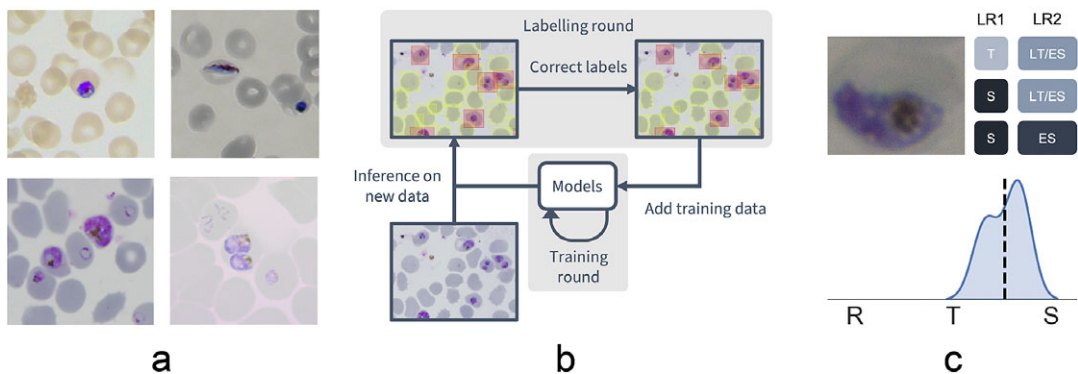 Labelling round
Correct labels
Inference on
new data
Models
Add training data
Training
round
LR1 LR2
T LT/ES
S LT/ES
S ES
R T S
a b c